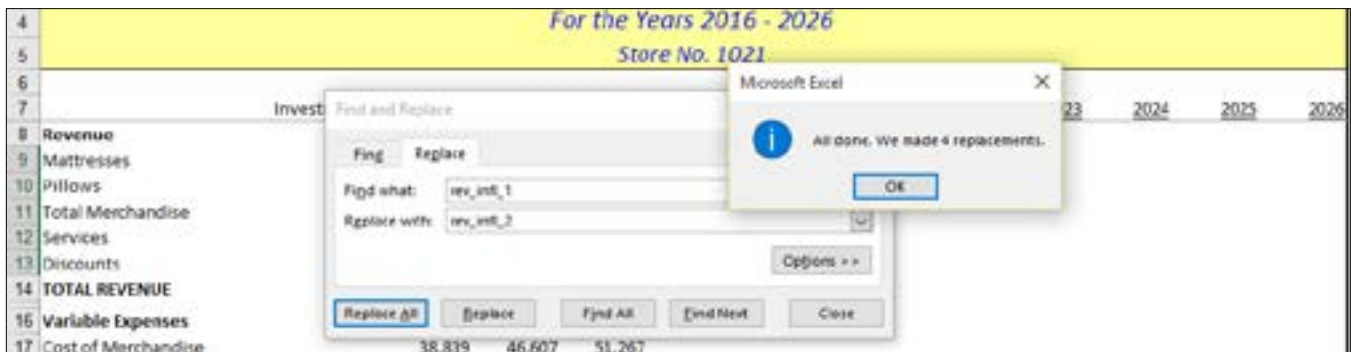 4 For the Years 2016 - 2026
5 Store No. 1021
6
7 Invest 23 2024 2025 2026
8 Revenue
9 Mattresses
10 Pillows
11 Total Merchandise
12 Services
13 Discounts
14 TOTAL REVENUE
16 Variable Expenses
17 Cost of Merchandise 38,839 46,607 51,267
Find and Replace
Find Replace
Find what: rev_infl_1
Replace with: rev_infl_2
Options >>
Replace All Replace Find All Find Next Close
Microsoft Excel
All done. We made 4 replacements.
OK